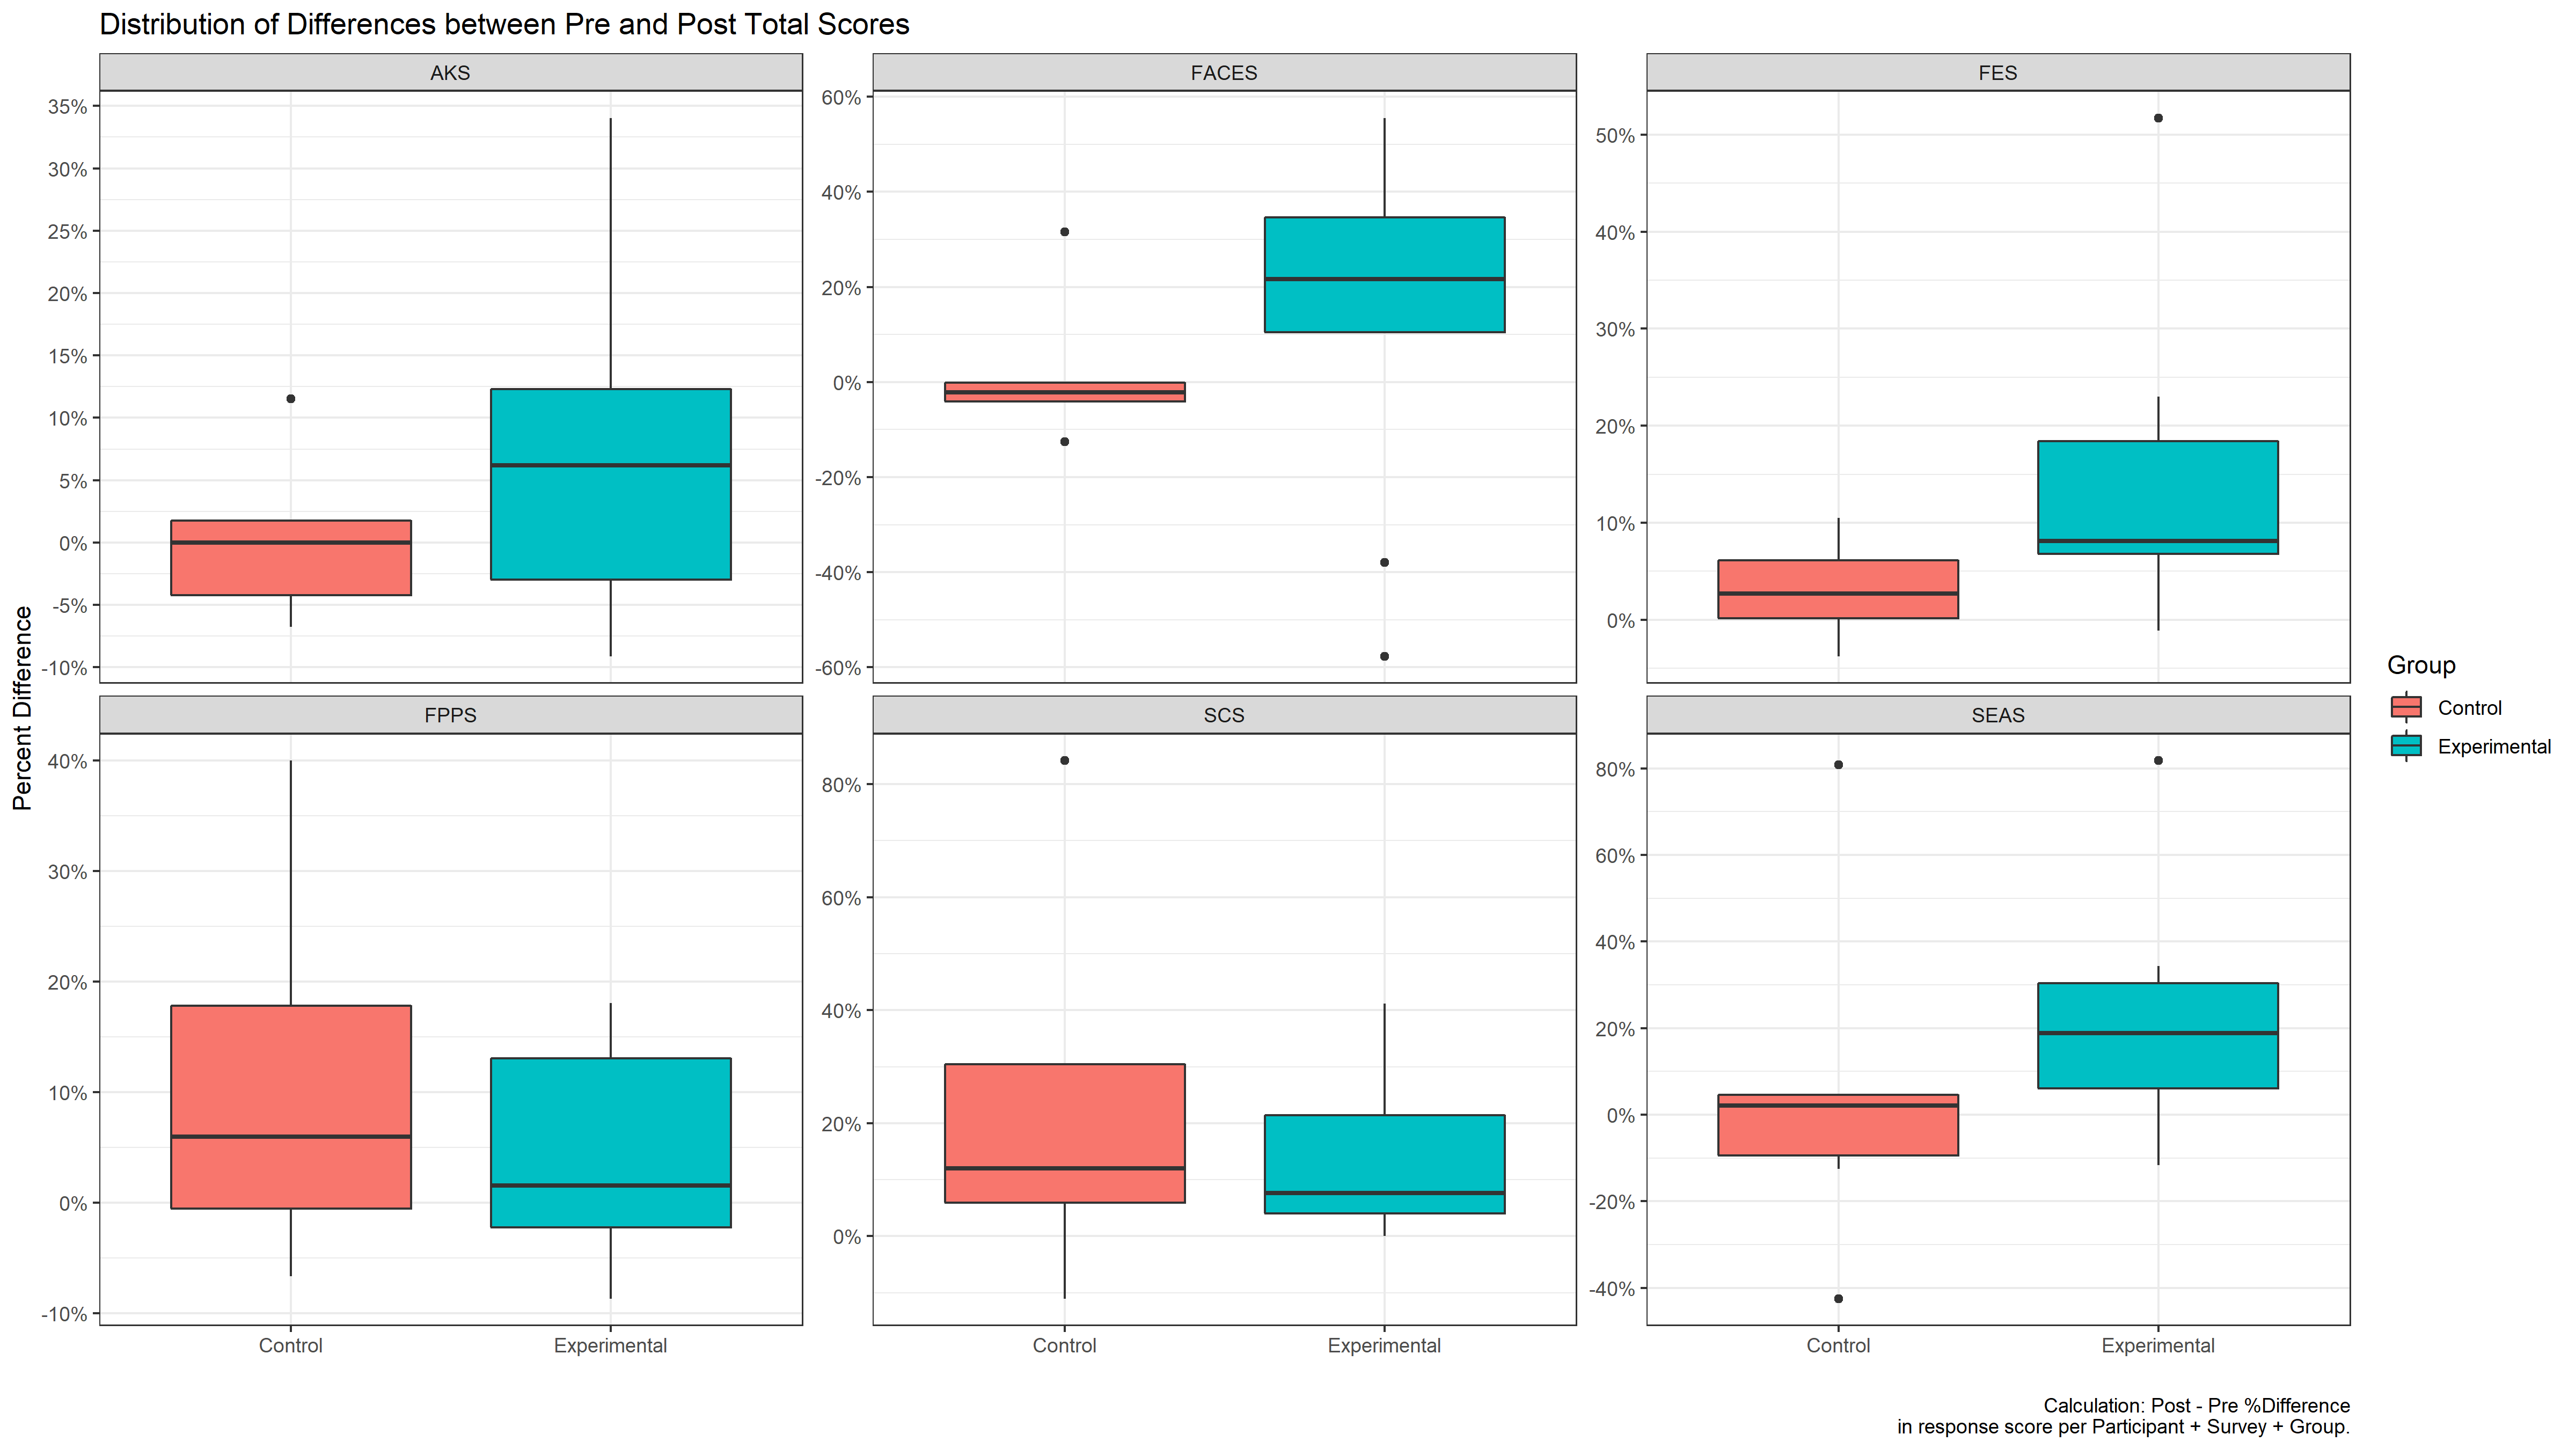 Distribution of Differences between Pre and Post Total Scores
AKS
FACES
FES
35%
30%
25%
20%
15%
10%
5%
0%
-5%
-10%
60%
40%
20%
0%
-20%
-40%
-60%
50%
40%
30%
20%
10%
0%
Percent Difference
FPPS
SCS
SEAS
40%
30%
20%
10%
0%
-10%
80%
60%
40%
20%
0%
80%
60%
40%
20%
0%
-20%
-40%
Control
Experimental
Control
Experimental
Control
Experimental
Group
Control
Experimental
Calculation: Post - Pre %Difference
in response score per Participant + Survey + Group.